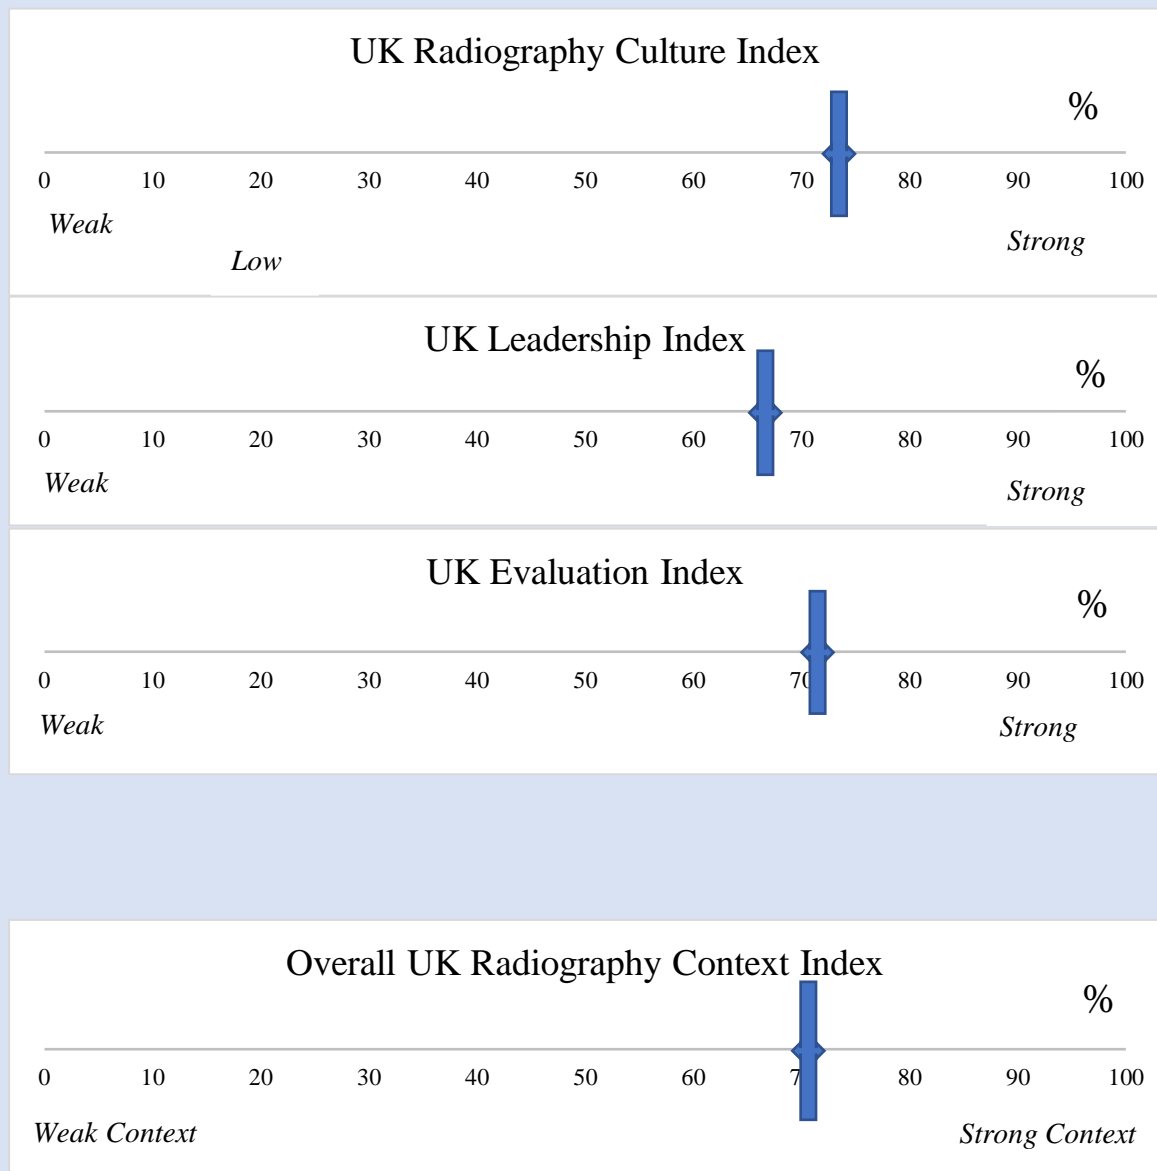 UK Radiography Culture Index
%
0 10 20 30 40 50 60 70 80 90 100
Weak
Strong
Low
UK Leadership Index
%
0 10 20 30 40 50 60 70 80 90 100
Weak
Strong
UK Evaluation Index
%
0 10 20 30 40 50 60 70 80 90 100
Weak
Strong
Overall UK Radiography Context Index
%
0 10 20 30 40 50 60 7 80 90 100
Weak Context
Strong Context